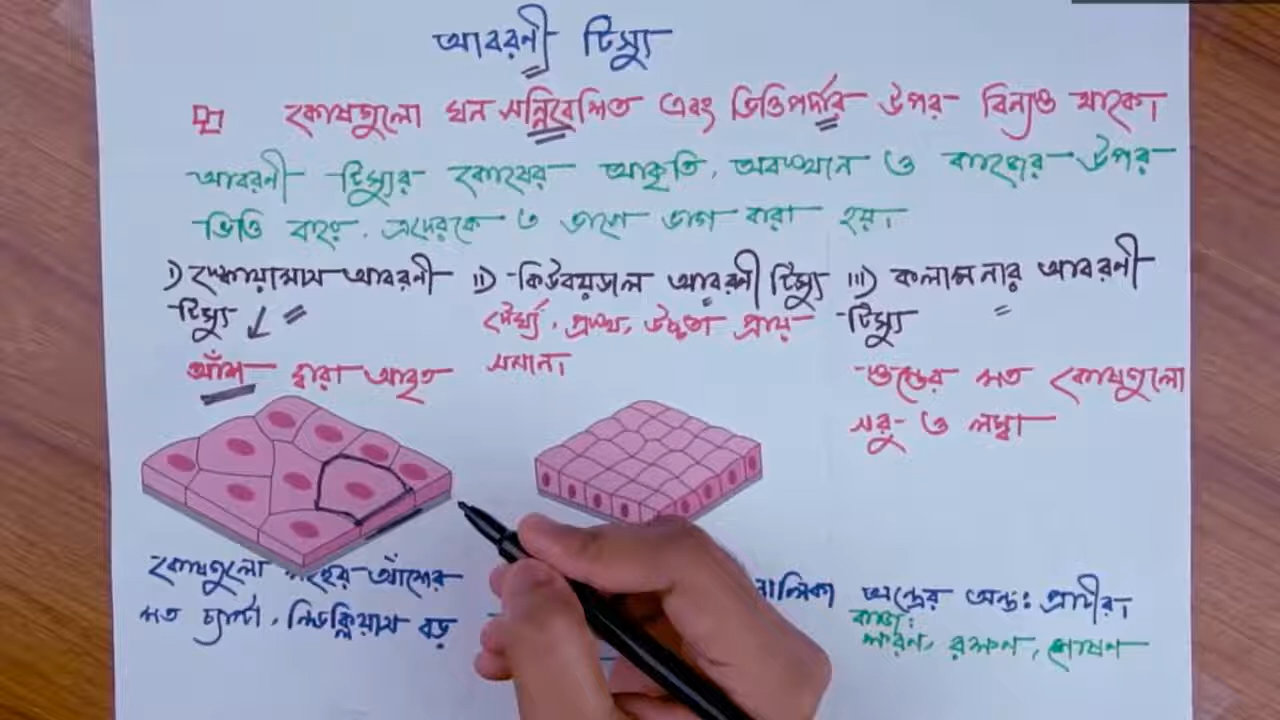 আবরণী টিস্যু
কোষগুলো ঘন সন্নিবেশিত এবং ভিত্তিপর্দার উপর বিন্যস্ত থাকে।
আবরণী টিস্যুর কোষের আকৃতি, অবস্থান ও কাজের উপর
ভিত্তি করে, এদেরকে ৩ ভাগে ভাগ করা হয়।
i) স্কোয়ামাস আবরণী
টিস্যু
আঁশ দ্বারা আবৃত
ii) কিউবয়ডাল আবরণী টিস্যু
দৈর্ঘ্য, প্রস্থ, উচ্চতা প্রায়
সমান।
iii) কলামনার আবরণী
টিস্যু
স্তম্ভের মত কোষগুলো
সরু ও লম্বা
কোষগুলো আঁশের
মত চ্যাপ্টা, নিউক্লিয়াস বড়
অন্ত্রের অন্তঃপ্রাচীর।
কাজ:
ক্ষরণ, রক্ষণ, শোষণ